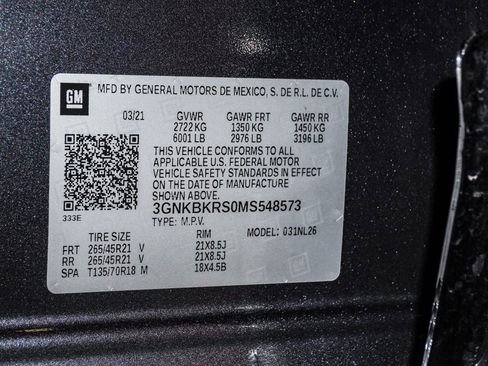 GM
MFD BY GENERAL MOTORS DE MEXICO, S. DE R.L. DE C.V.
03/21 GVWR GAWR FRT GAWR RR
2722 KG 1350 KG 1450 KG
6001 LB 2976 LB 3196 LB
THIS VEHICLE CONFORMS TO ALL
APPLICABLE U.S. FEDERAL MOTOR
VEHICLE SAFETY STANDARDS IN EFFECT
ON THE DATE OF MANUFACTURE
SHOWN ABOVE.
333E
3GNKBKRS0MS548573
TYPE: M.P.V. MODEL: 031NL26
TIRE SIZE RIM
FRT 265/45R21 V 21X8.5J
RR 265/45R21 V 21X8.5J
SPA T135/70R18 M 18X4.5B